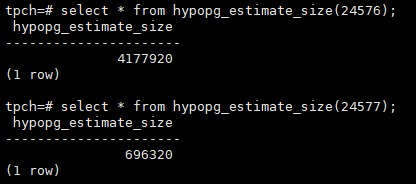 tpch=# select * from hypopg_estimate_size(24576);
 hypopg_estimate_size
----------------------
              4177920
(1 row)

tpch=# select * from hypopg_estimate_size(24577);
 hypopg_estimate_size
----------------------
               696320
(1 row)